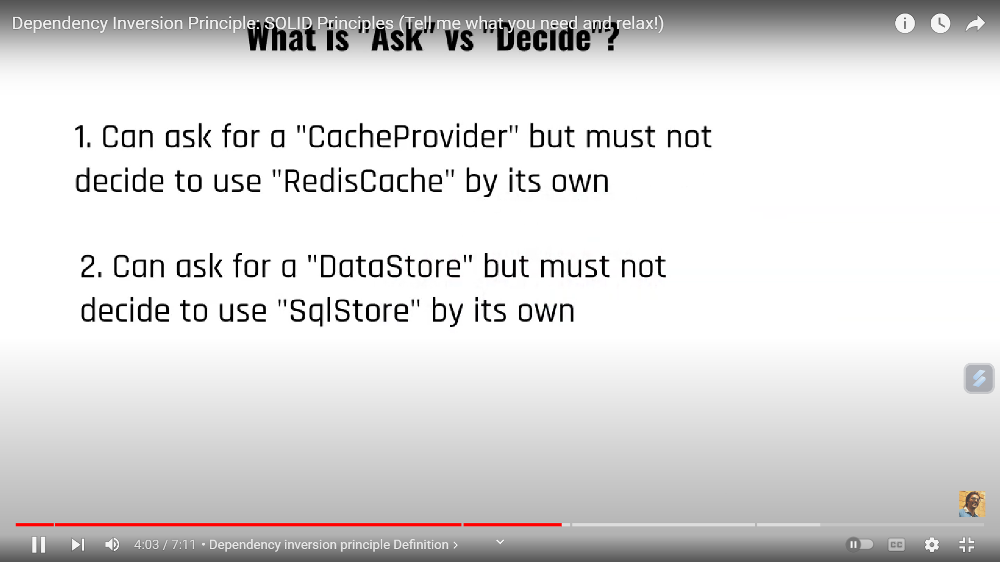 Dependency Inversion Principle: SOLID Principles (Tell me what you need and relax!)
What is "Ask" vs "Decide"?
1. Can ask for a "CacheProvider" but must not
decide to use "RedisCache" by its own
2. Can ask for a "DataStore" but must not
decide to use "SqlStore" by its own
4:03 / 7:11 • Dependency inversion principle Definition
CC